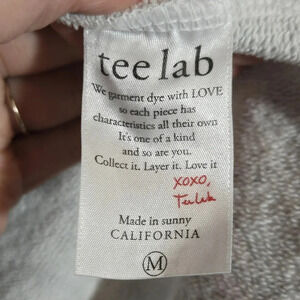 tee lab
We garment dye with LOVE
so each piece has
characteristics all their own
It's one of a kind
and so are you.
Collect it. Layer it. Love it
xoxo,
Tee Lab
Made in sunny
CALIFORNIA
M